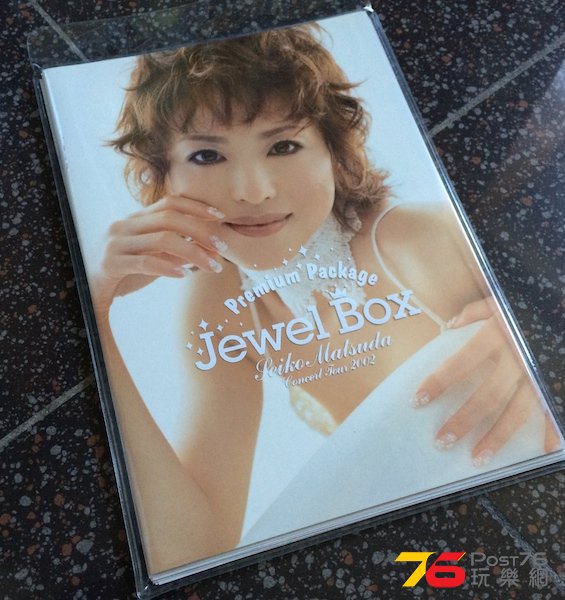 Premium Package
Jewel Box
Seiko Matsuda
Concert Tour 2002
76 Post76
玩樂網